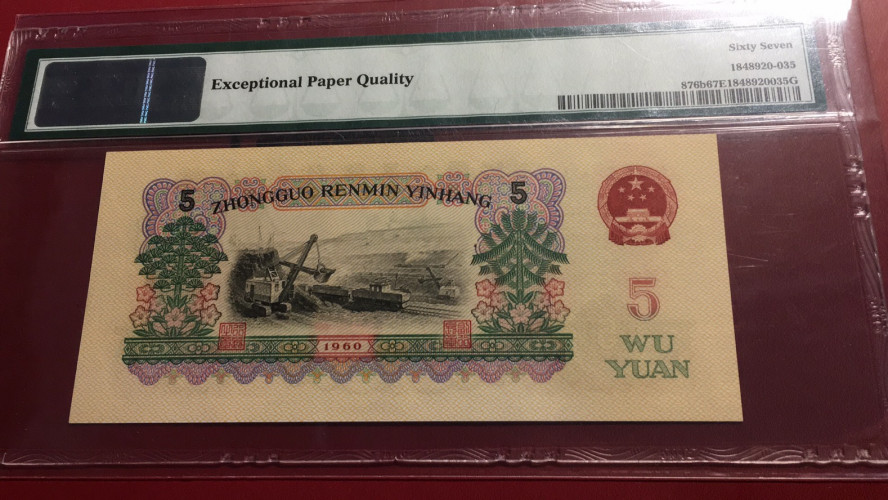 Sixty Seven
Exceptional Paper Quality
1848920-035
876b67E1848920035G
5 ZHONGGUO RENMIN YINHANG 5
5
1960
WU
YUAN